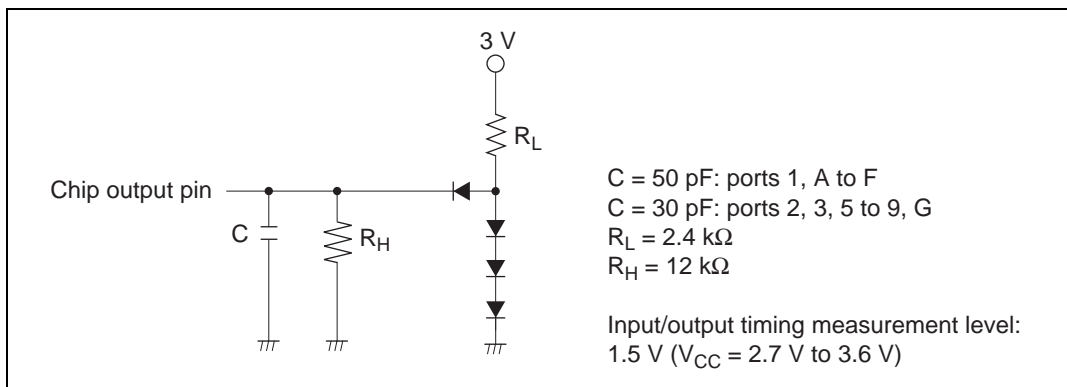 3 V
R_L
Chip output pin
C
R_H
C = 50 pF: ports 1, A to F
C = 30 pF: ports 2, 3, 5 to 9, G
R_L = 2.4 kΩ
R_H = 12 kΩ
Input/output timing measurement level:
1.5 V (V_CC = 2.7 V to 3.6 V)